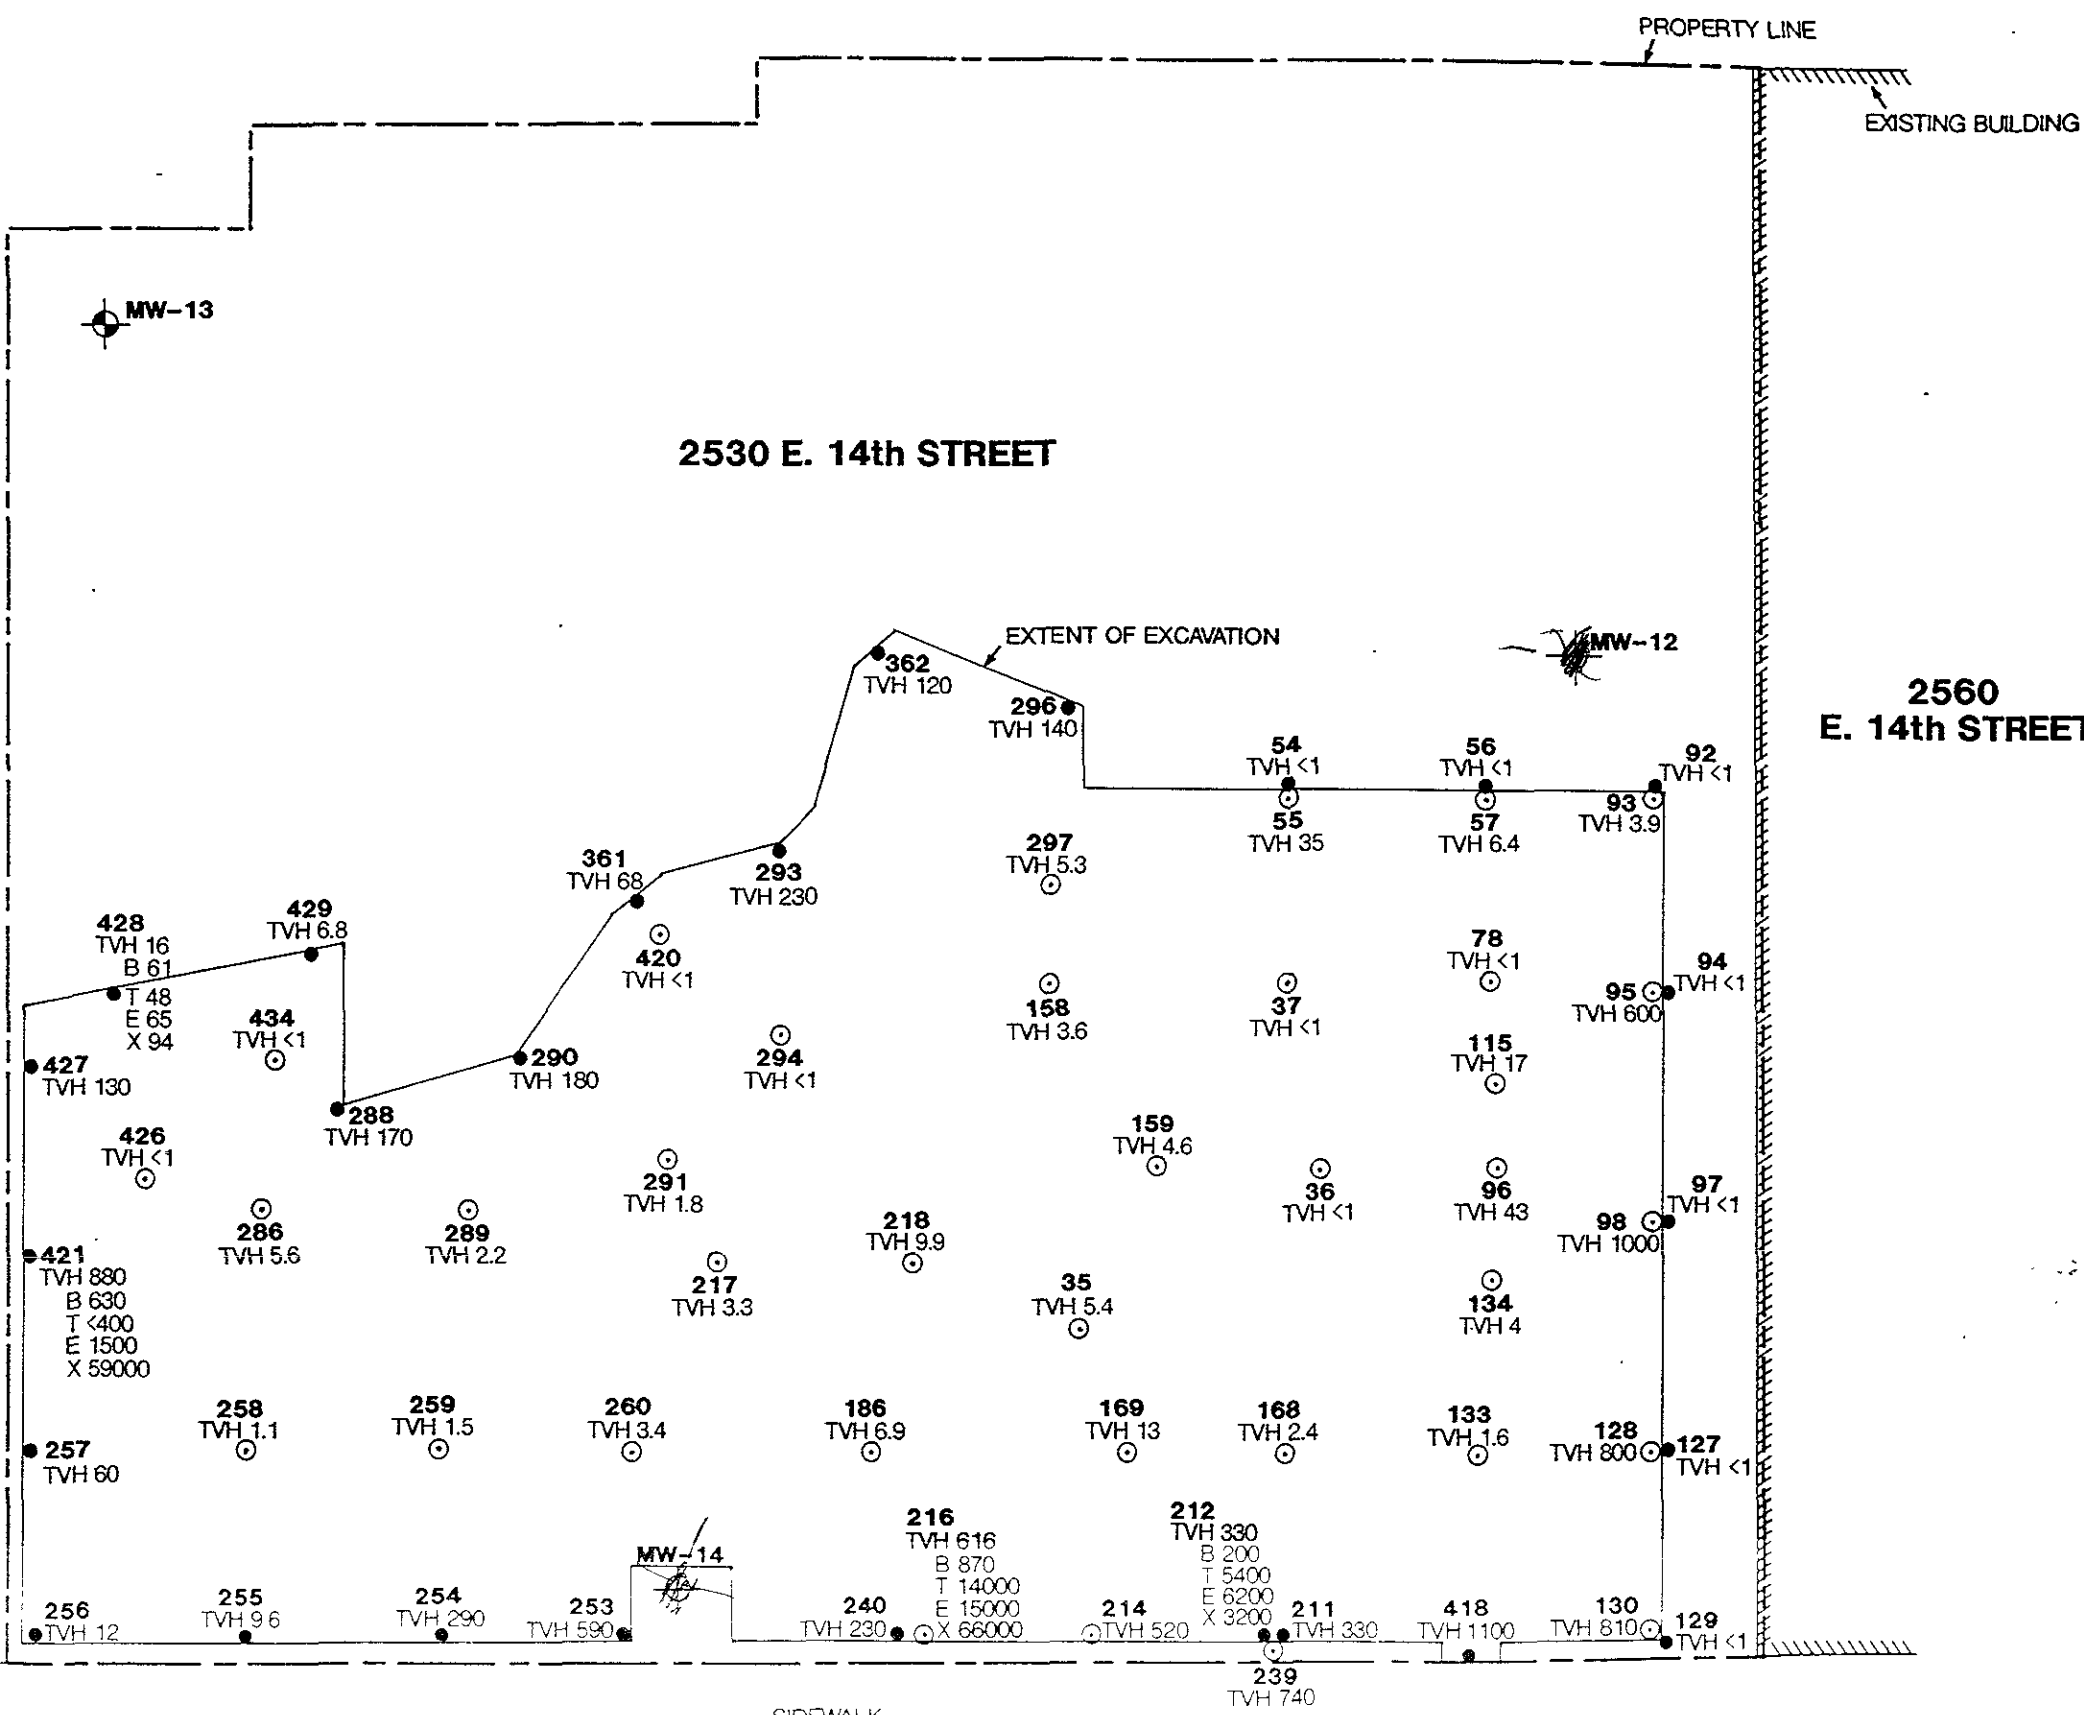 PROPERTY LINE
EXISTING BUILDING
MW-13
2530 E. 14th STREET
EXTENT OF EXCAVATION
MW-12
2560
E. 14th STREET
362
TVH 120
296
TVH 140
54
TVH <1
55
TVH 35
56
TVH <1
57
TVH 6.4
92
TVH <1
93
TVH 3.9
297
TVH 5.3
361
TVH 68
293
TVH 230
428
TVH 16
B 61
T 48
E 65
X 94
429
TVH 6.8
420
TVH <1
78
TVH <1
94
TVH <1
95
TVH 600
158
TVH 3.6
37
TVH <1
434
TVH <1
427
TVH 130
290
TVH 180
294
TVH <1
115
TVH 17
288
TVH 170
426
TVH <1
159
TVH 4.6
291
TVH 1.8
36
TVH <1
96
TVH 43
97
TVH <1
98
TVH 1000
286
TVH 5.6
289
TVH 2.2
218
TVH 9.9
421
TVH 880
B 630
T <400
E 1500
X 59000
217
TVH 3.3
35
TVH 5.4
134
TVH 4
258
TVH 1.1
259
TVH 1.5
260
TVH 3.4
186
TVH 6.9
169
TVH 13
168
TVH 2.4
133
TVH 1.6
128
TVH 800
127
TVH <1
257
TVH 60
216
TVH 616
B 870
T 14000
E 15000
X 66000
212
TVH 330
B 200
T 5400
E 6200
X 3200
MW-14
256
TVH 12
255
TVH 9.6
254
TVH 290
253
TVH 590
240
TVH 230
214
TVH 520
211
TVH 330
418
TVH 1100
130
TVH 810
129
TVH <1
239
TVH 740
SIDEWALK